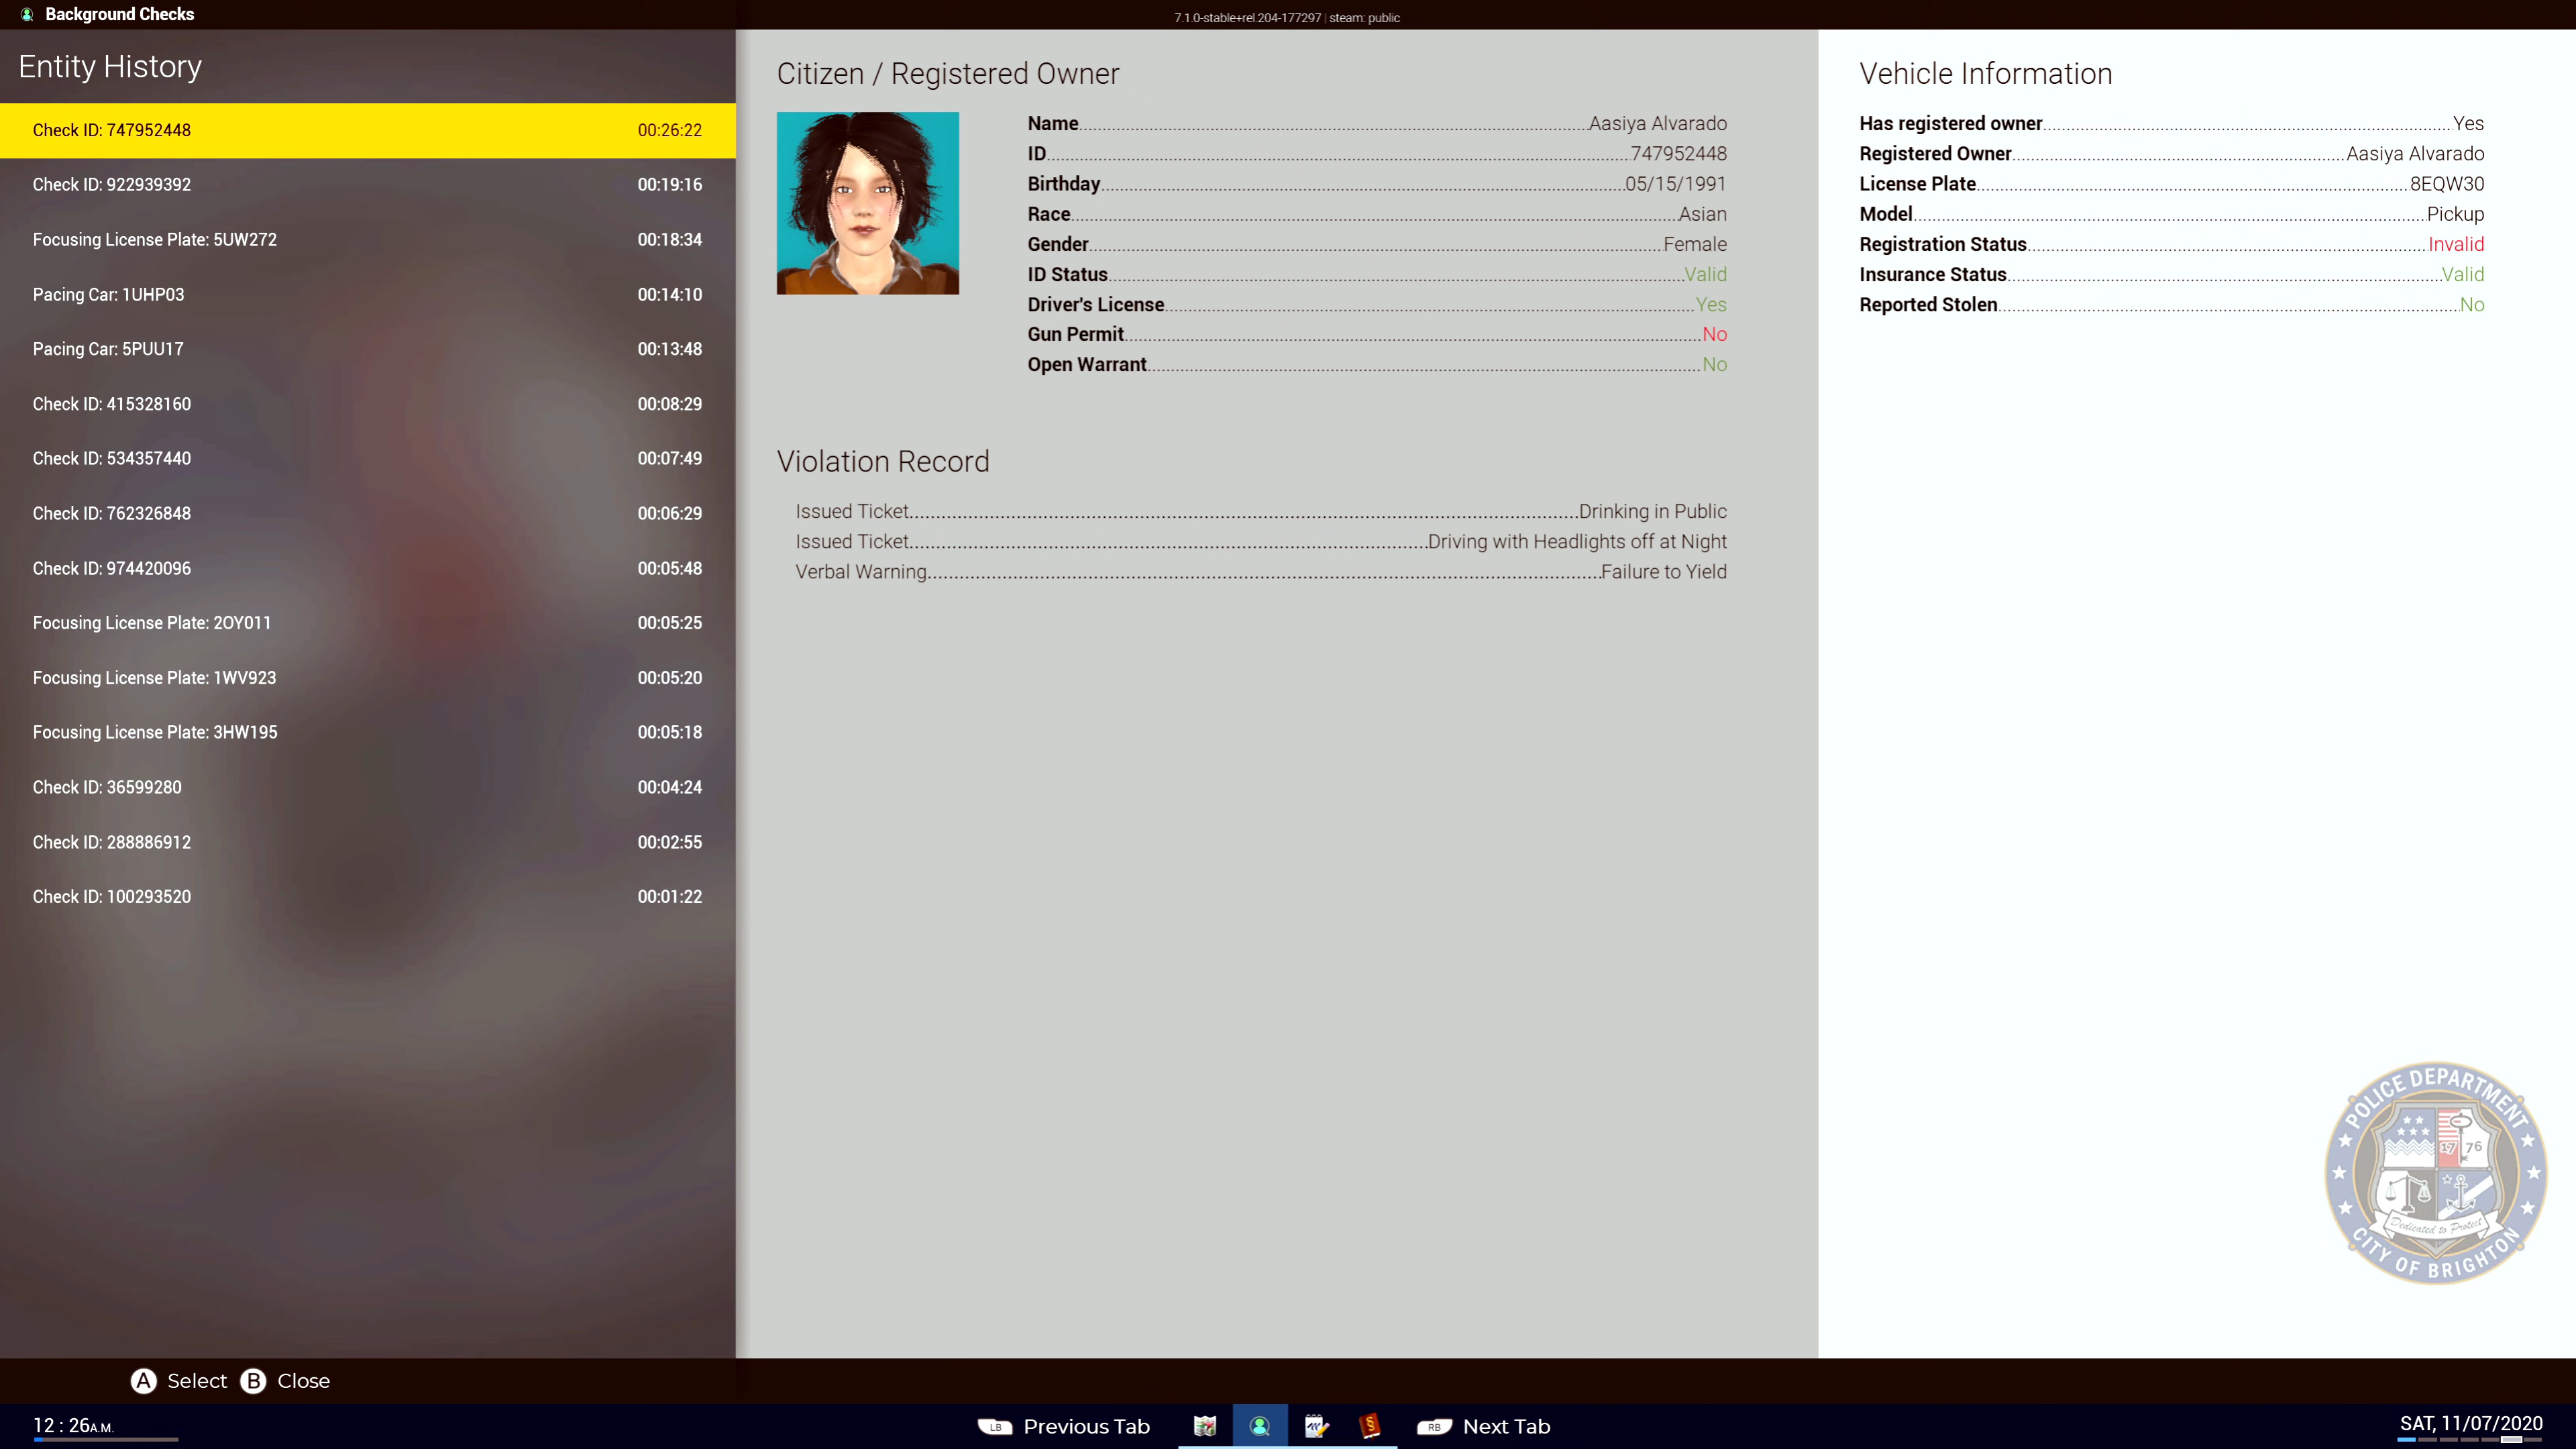 Background Checks
7.1.0-stable+rel.204-177297 | steam: public
Entity History
Check ID: 747952448 00:26:22
Check ID: 922939392 00:19:16
Focusing License Plate: 5UW272 00:18:34
Pacing Car: 1UHP03 00:14:10
Pacing Car: 5PUU17 00:13:48
Check ID: 415328160 00:08:29
Check ID: 534357440 00:07:49
Check ID: 762326848 00:06:29
Check ID: 974420096 00:05:48
Focusing License Plate: 2OY011 00:05:25
Focusing License Plate: 1WV923 00:05:20
Focusing License Plate: 3HW195 00:05:18
Check ID: 36599280 00:04:24
Check ID: 288886912 00:02:55
Check ID: 100293520 00:01:22
Citizen / Registered Owner
Name Aasiya Alvarado
ID 747952448
Birthday 05/15/1991
Race Asian
Gender Female
ID Status Valid
Driver's License Yes
Gun Permit No
Open Warrant No
Violation Record
Issued Ticket Drinking in Public
Issued Ticket Driving with Headlights off at Night
Verbal Warning Failure to Yield
Vehicle Information
Has registered owner Yes
Registered Owner Aasiya Alvarado
License Plate 8EQW30
Model Pickup
Registration Status Invalid
Insurance Status Valid
Reported Stolen No
POLICE DEPARTMENT
17 76
Dedicated to Protect
CITY OF BRIGHTON
A Select B Close
12 : 26A.M.
LB Previous Tab
RB Next Tab
SAT, 11/07/2020